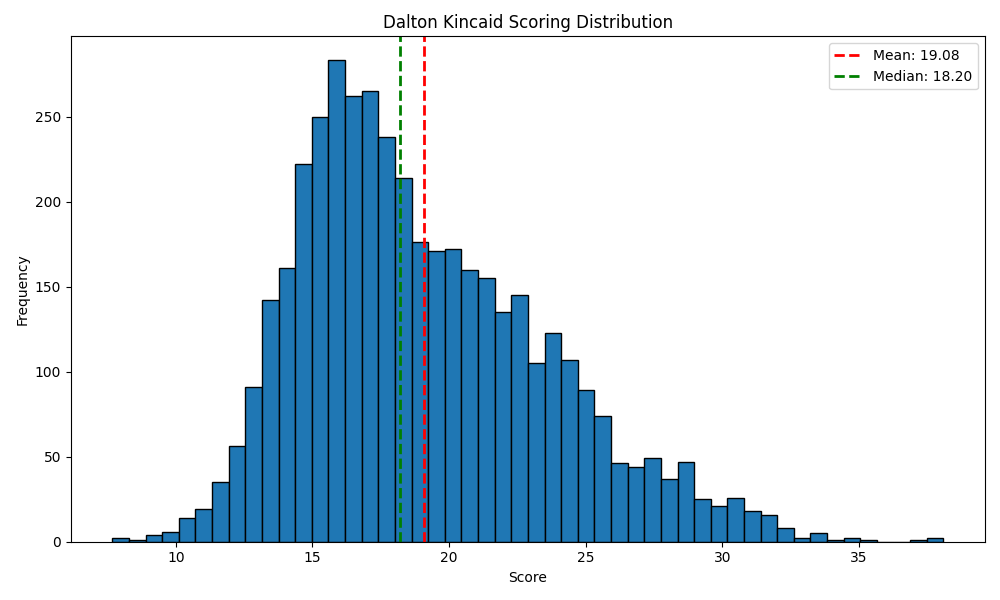 Dalton Kincaid Scoring Distribution
Mean: 19.08
Median: 18.20
Frequency
250
200
150
100
50
0
10 15 20 25 30 35
Score